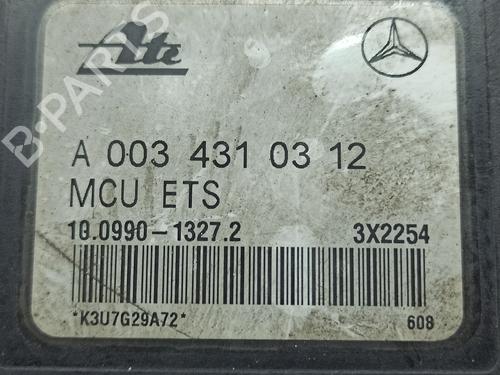 Ate
A 003 431 03 12
MCU ETS
10.0990-1327.2 3X2254
*K3U7G29A72* 608
B-PARTS